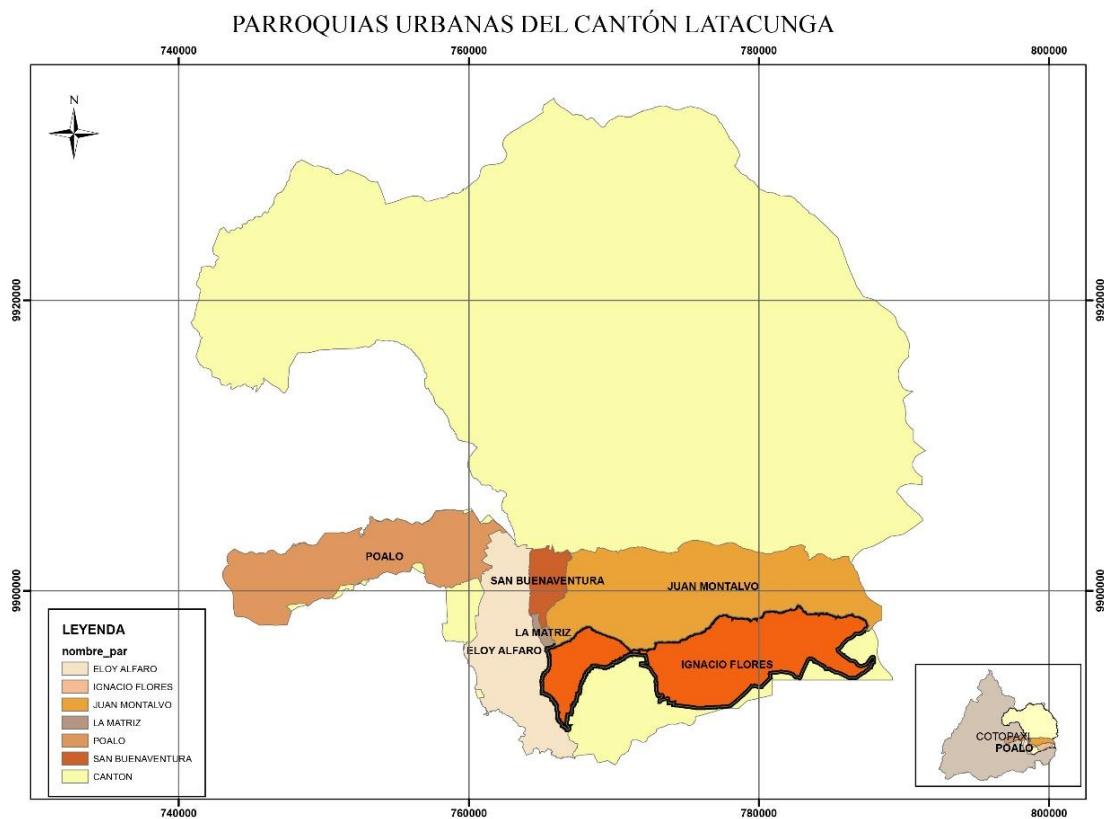 PARROQUIAS URBANAS DEL CANTÓN LATACUNGA
740000 760000 780000 800000
N
9920000 9920000
POALO
SAN BUENAVENTURA
JUAN MONTALVO
9900000 9900000
LA MATRIZ
ELOY ALFARO
IGNACIO FLORES
LEYENDA
nombre_par
ELOY ALFARO
IGNACIO FLORES
JUAN MONTALVO
LA MATRIZ
POALO
SAN BUENAVENTURA
CANTON
COTOPAXI
POALO
740000 760000 780000 800000